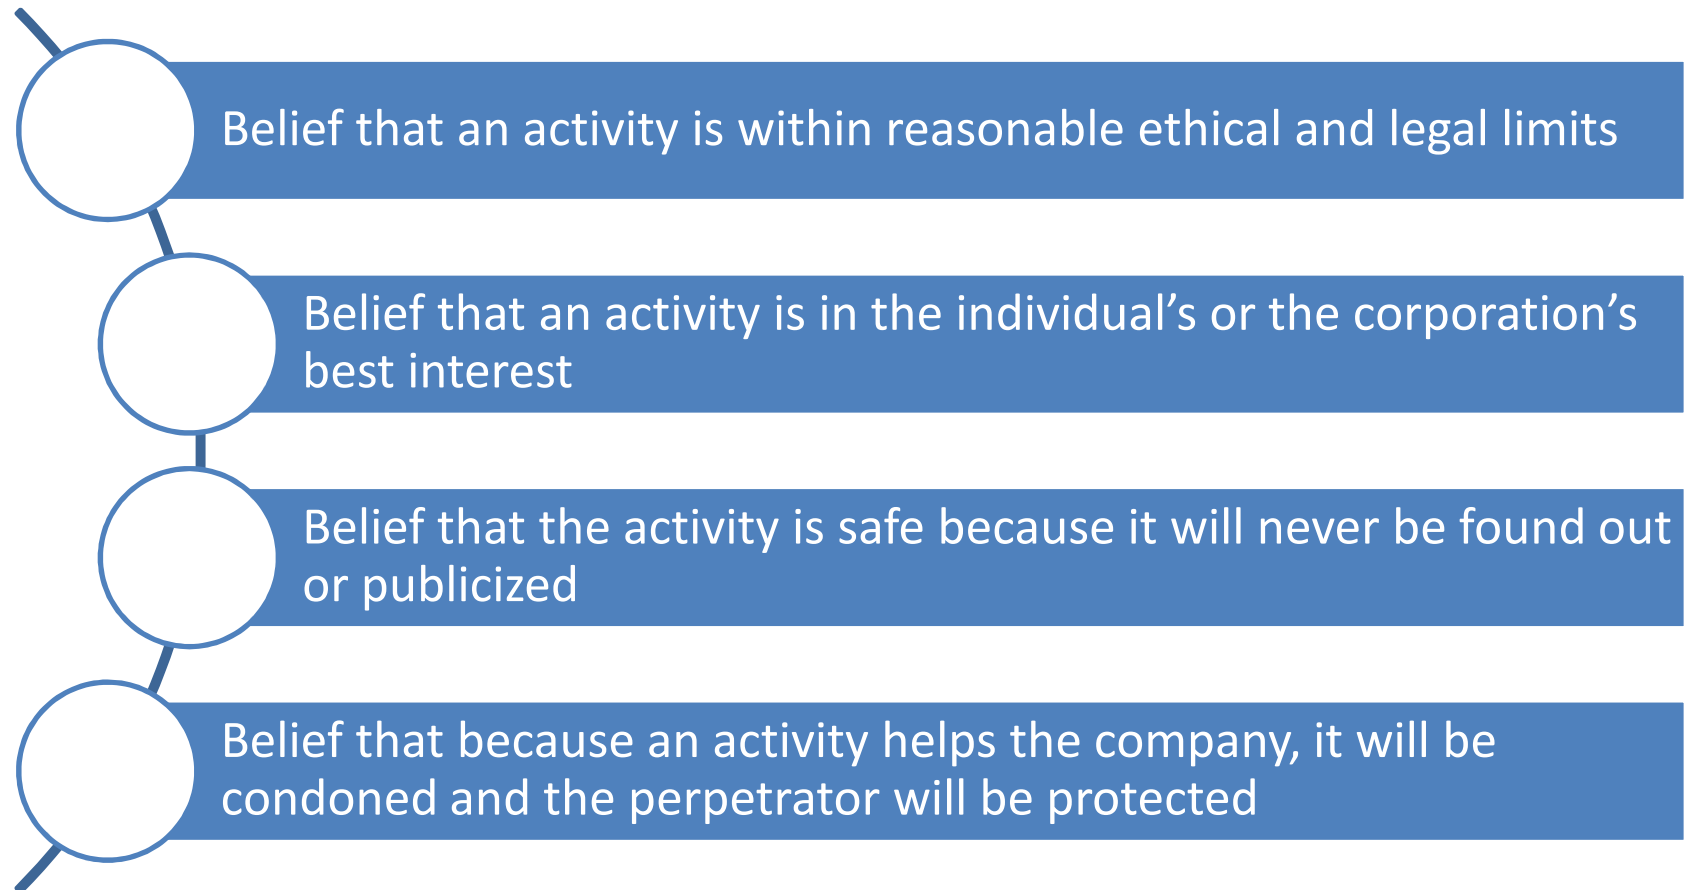 Belief that an activity is within reasonable ethical and legal limits
Belief that an activity is in the individual’s or the corporation’s
best interest
Belief that the activity is safe because it will never be found out
or publicized
Belief that because an activity helps the company, it will be
condoned and the perpetrator will be protected